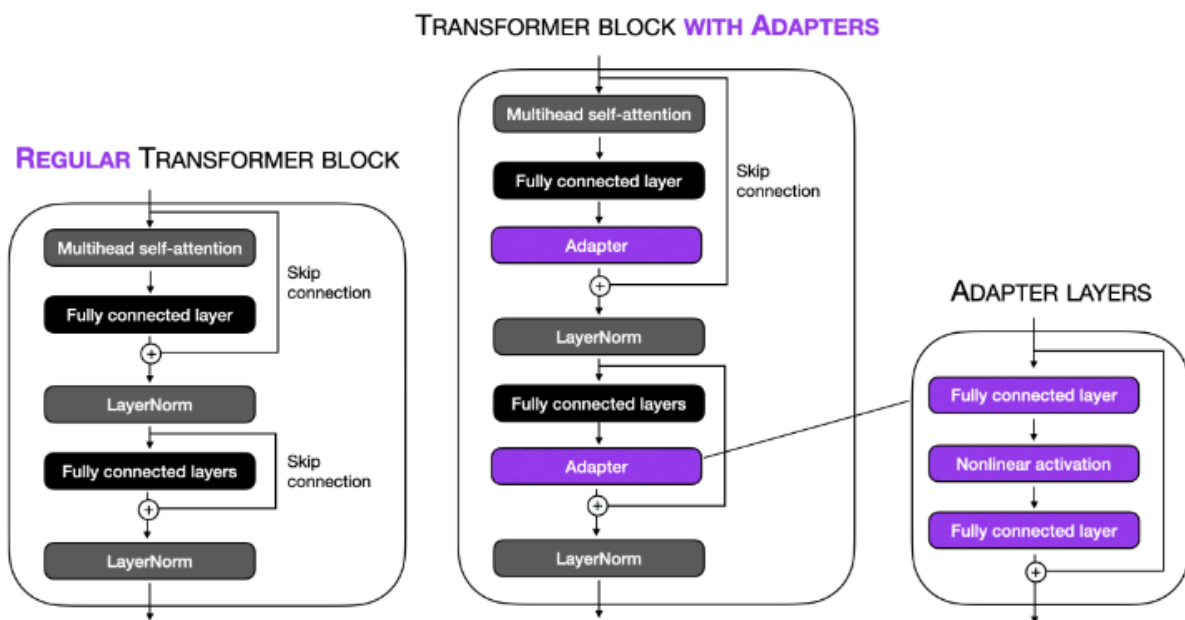 TRANSFORMER BLOCK WITH ADAPTERS
Multihead self-attention
Fully connected layer
Skip
connection
Adapter
LayerNorm
Fully connected layers
Adapter
LayerNorm
REGULAR TRANSFORMER BLOCK
Multihead self-attention
Skip
connection
Fully connected layer
LayerNorm
Fully connected layers
Skip
connection
LayerNorm
ADAPTER LAYERS
Fully connected layer
Nonlinear activation
Fully connected layer